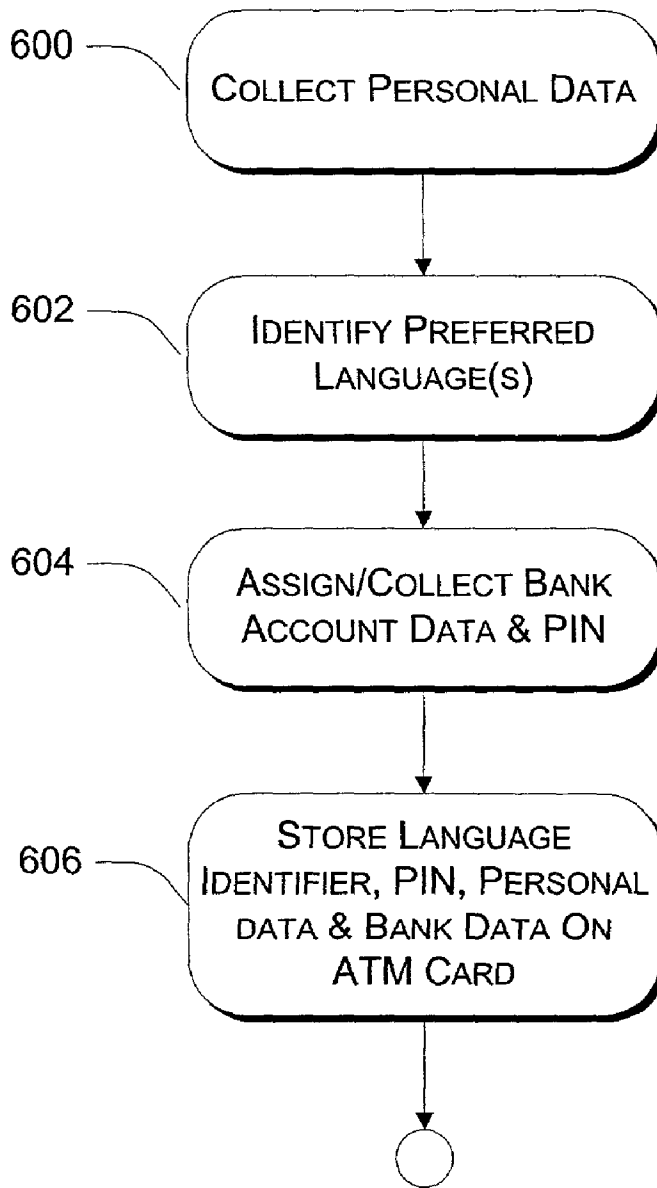 600
COLLECT PERSONAL DATA
602
IDENTIFY PREFERRED
LANGUAGE(S)
604
ASSIGN/COLLECT BANK
ACCOUNT DATA & PIN
606
STORE LANGUAGE
IDENTIFIER, PIN, PERSONAL
DATA & BANK DATA ON
ATM CARD